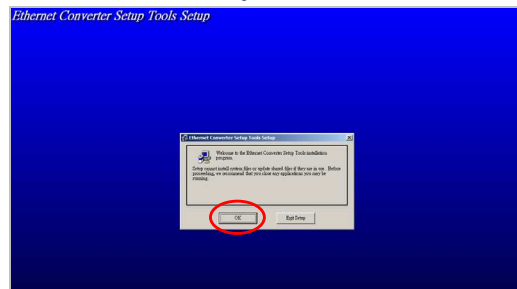 Ethernet Converter Setup Tools Setup
Ethernet Converter Setup Tools Setup
Welcome to the Ethernet Converter Setup Tools installation
program.
Setup cannot install system files or update shared files if they are in use. Before
proceeding, we recommend that you close any applications you may be
running.
OK
Exit Setup